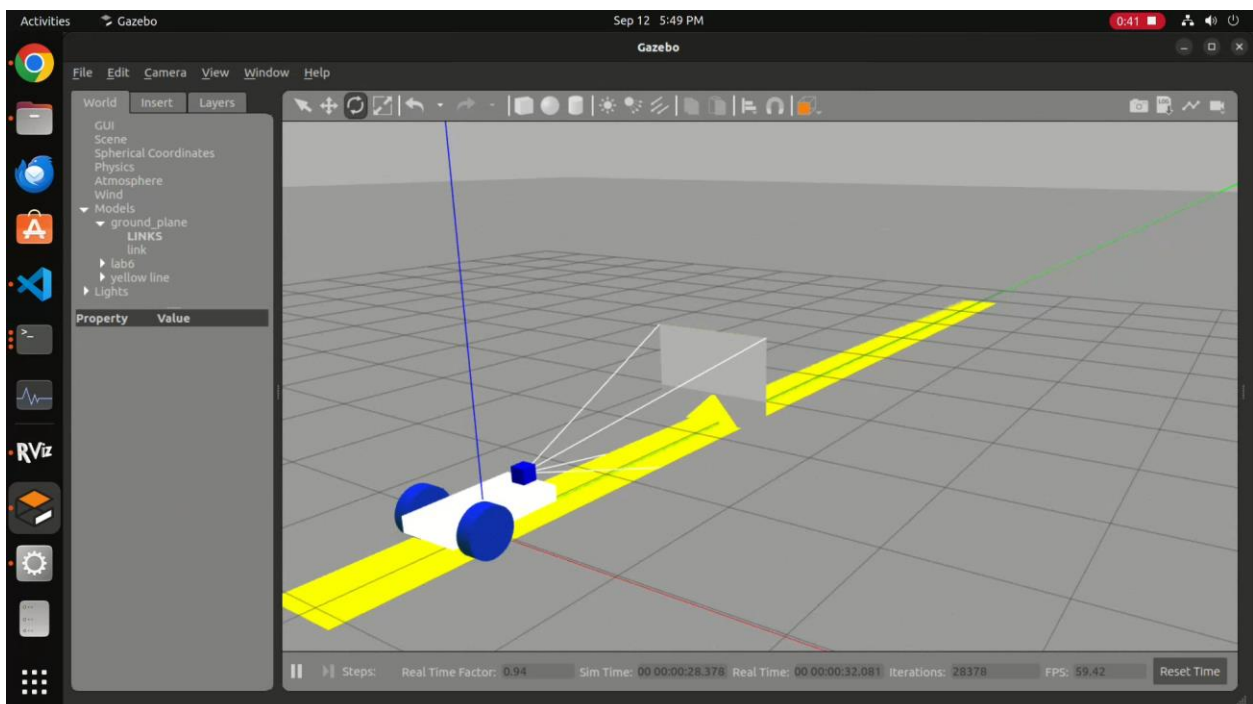 Activities Gazebo Sep 12 5:49 PM 0:41
Gazebo
File Edit Camera View Window Help
World Insert Layers
GUI
Scene
Spherical Coordinates
Physics
Atmosphere
Wind
Models
ground_plane
LINKS
link
lab6
yellow line
Lights
Property Value
RViz
Steps: Real Time Factor: 0.94 Sim Time: 00 00:00:28.378 Real Time: 00 00:00:32.081 Iterations: 28378 FPS: 59.42 Reset Time